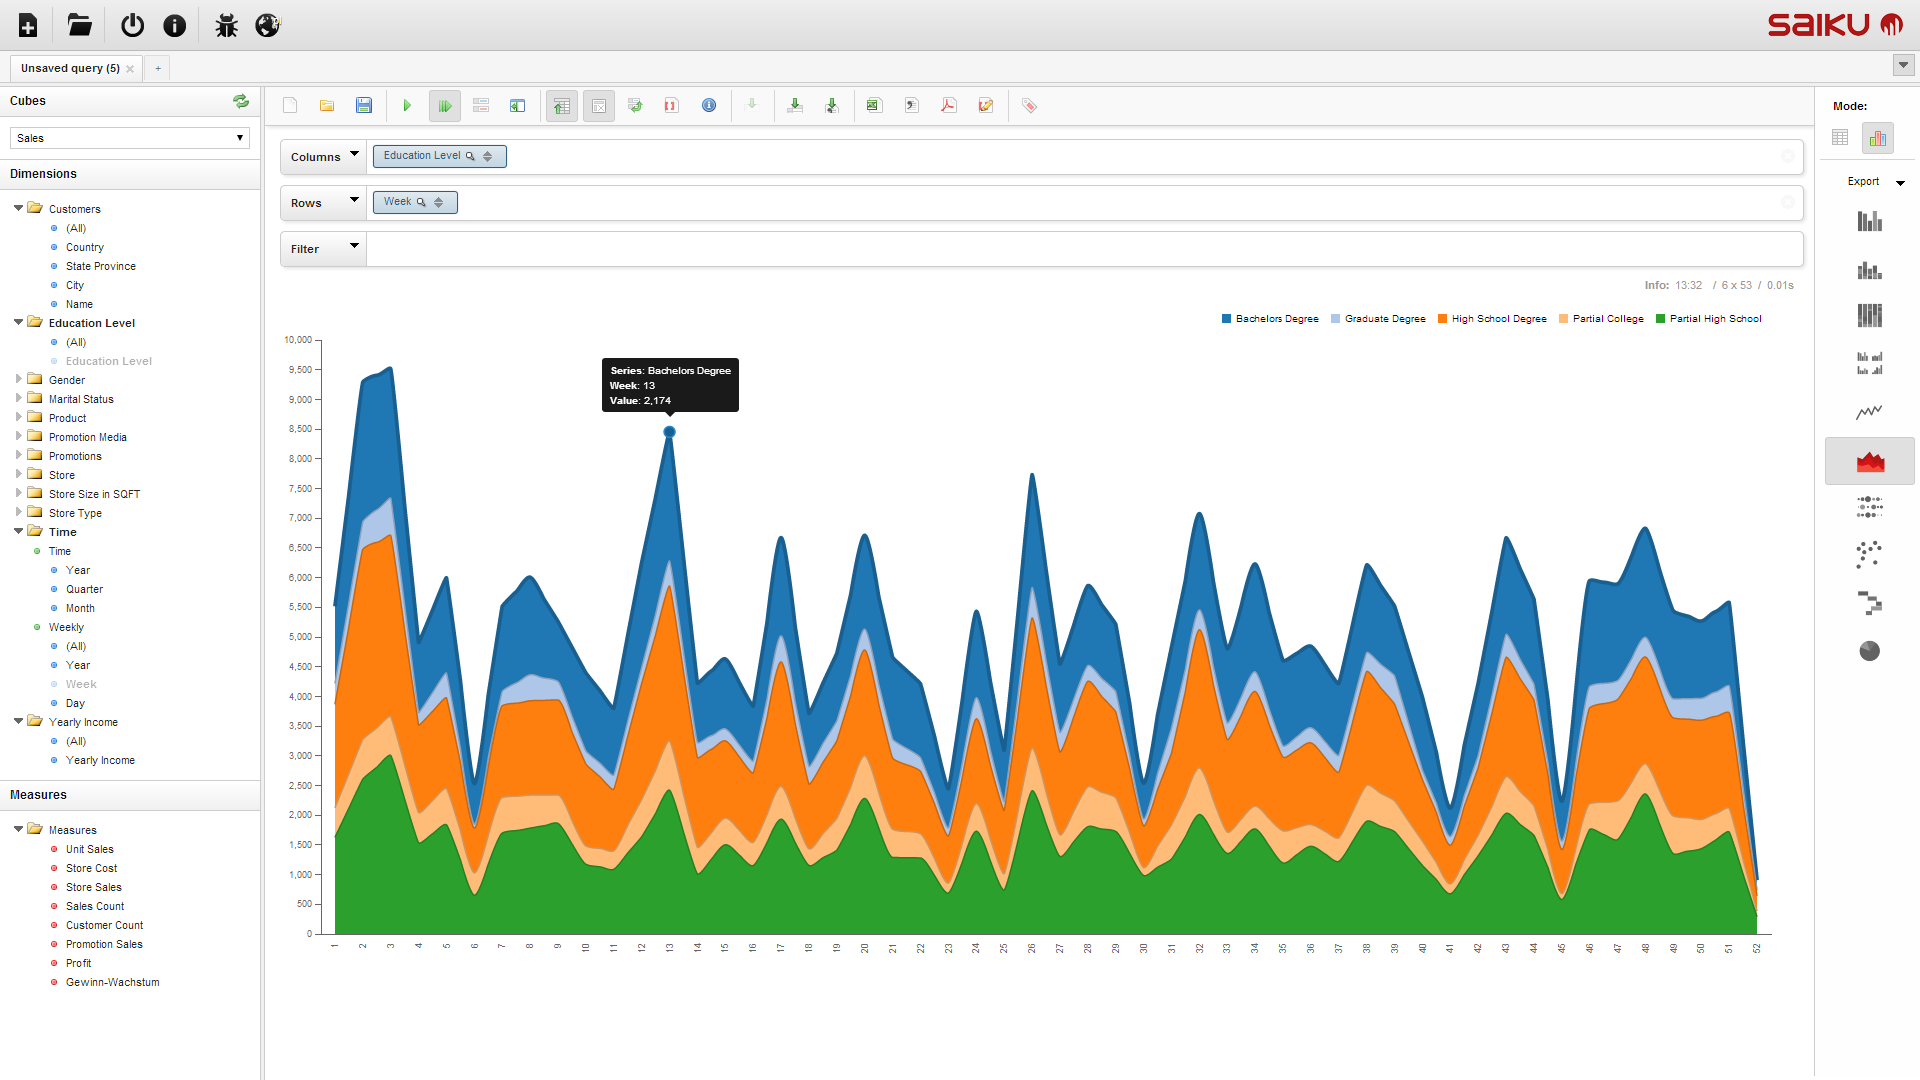 SAIKU
Unsaved query (5)
+
Cubes
Sales
Dimensions
Customers
(All)
Country
State Province
City
Name
Education Level
(All)
Education Level
Gender
Marital Status
Product
Promotion Media
Promotions
Store
Store Size in SQFT
Store Type
Time
Time
Year
Quarter
Month
Weekly
(All)
Year
Week
Day
Yearly Income
(All)
Yearly Income
Measures
Measures
Unit Sales
Store Cost
Store Sales
Sales Count
Customer Count
Promotion Sales
Profit
Gewinn-Wachstum
Columns
Education Level
Rows
Week
Filter
Info: 13:32 / 6 x 53 / 0.01s
Bachelors Degree Graduate Degree High School Degree Partial College Partial High School
10,000
9,500
9,000
8,500
8,000
7,500
7,000
6,500
6,000
5,500
5,000
4,500
4,000
3,500
3,000
2,500
2,000
1,500
1,000
500
0
Series: Bachelors Degree
Week: 13
Value: 2,174
1 2 3 4 5 6 7 8 9 10 11 12 13 14 15 16 17 18 19 20 21 22 23 24 25 26 27 28 29 30 31 32 33 34 35 36 37 38 39 40 41 42 43 44 45 46 47 48 49 50 51 52
Mode:
Export